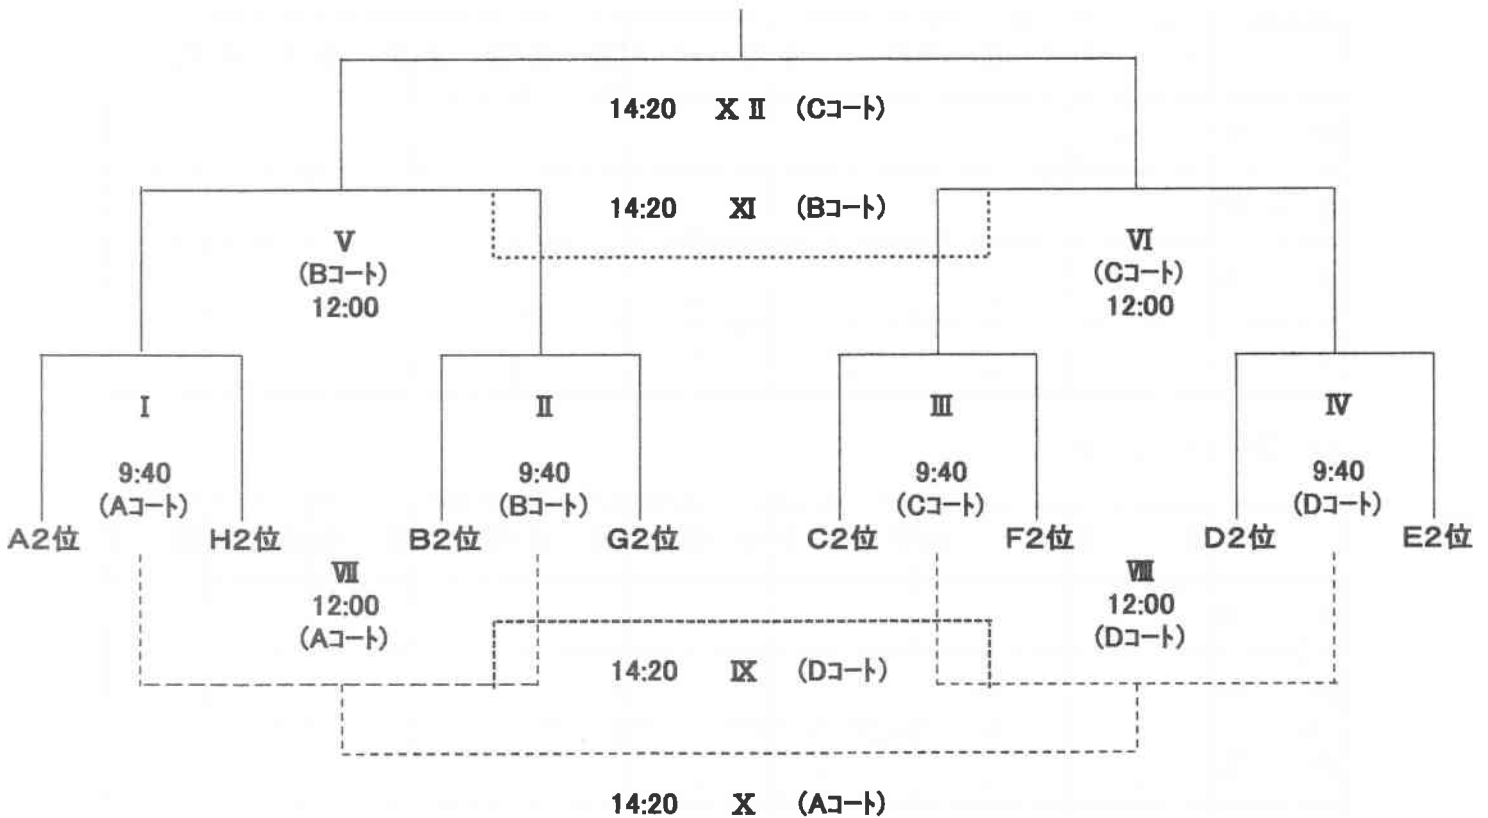 14:20 ⅩⅡ (Cコート)
14:20 Ⅺ (Bコート)
Ⅴ
(Bコート)
12:00
Ⅵ
(Cコート)
12:00
Ⅰ
9:40
(Aコート)
Ⅱ
9:40
(Bコート)
Ⅲ
9:40
(Cコート)
Ⅳ
9:40
(Dコート)
A2位 H2位 B2位 G2位 C2位 F2位 D2位 E2位
Ⅶ
12:00
(Aコート)
Ⅷ
12:00
(Dコート)
14:20 Ⅸ (Dコート)
14:20 Ⅹ (Aコート)